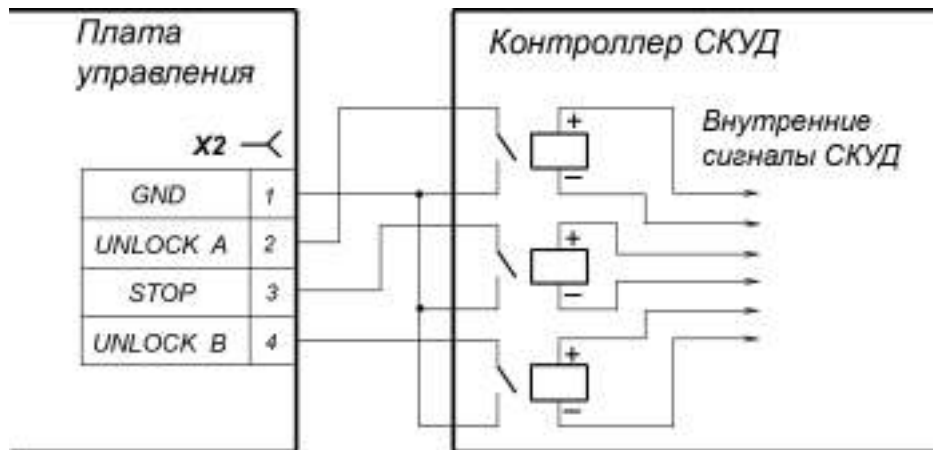 Плата
управления
X2
GND 1
UNLOCK A 2
STOP 3
UNLOCK B 4
Контроллер СКУД
Внутренние
сигналы СКУД
+
−
+
−
+
−